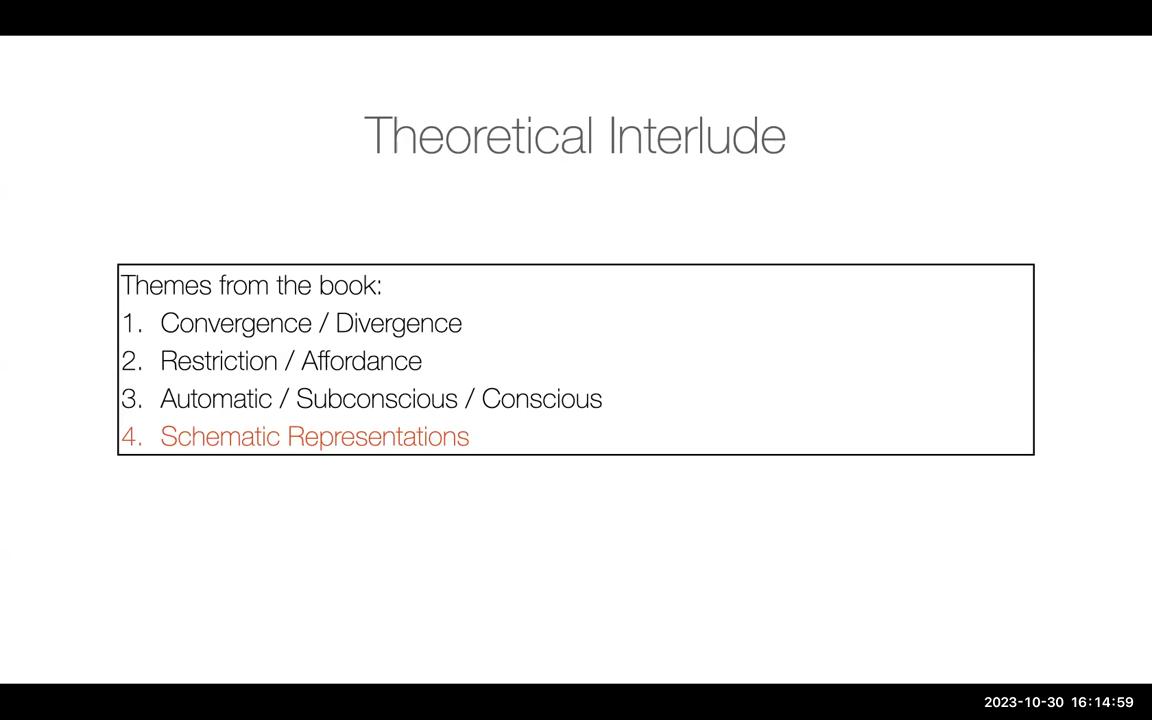 Theoretical Interlude
Themes from the book:
1. Convergence / Divergence
2. Restriction / Affordance
3. Automatic / Subconscious / Conscious
4. Schematic Representations
2023-10-30 16:14:59